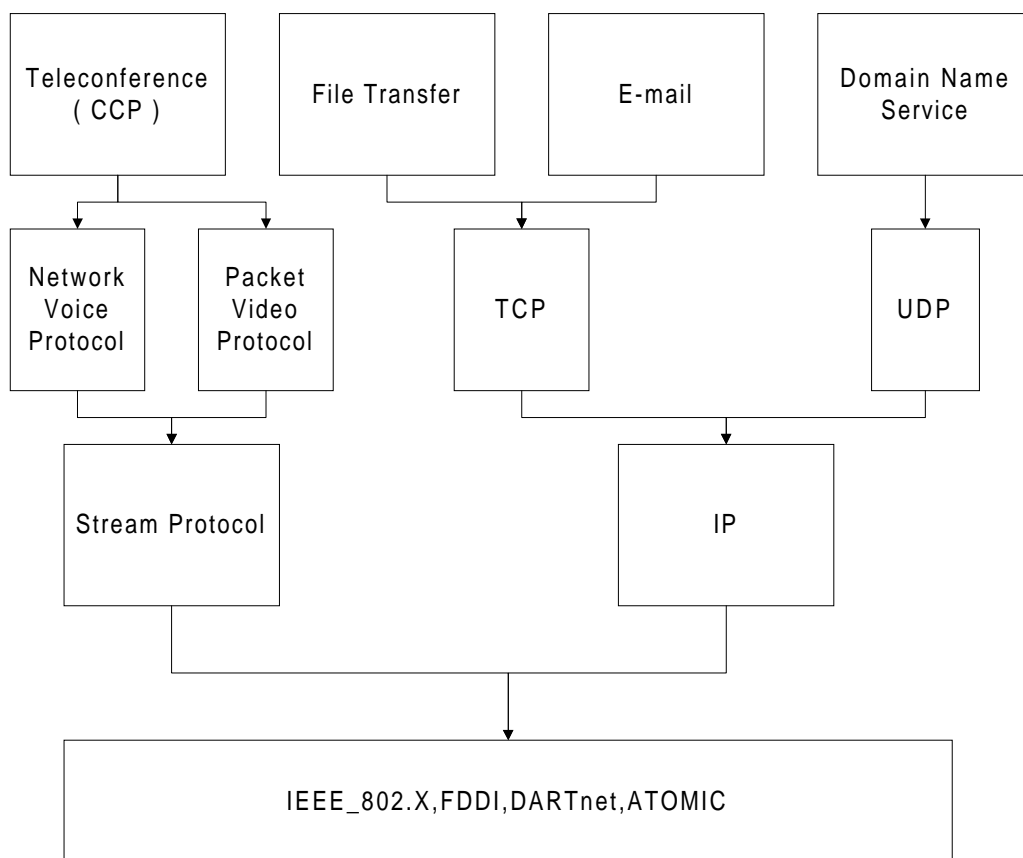 Teleconference
( CCP )
File Transfer
E-mail
Domain Name
Service
Network
Voice
Protocol
Packet
Video
Protocol
TCP
UDP
Stream Protocol
IP
IEEE_802.X,FDDI,DARTnet,ATOMIC